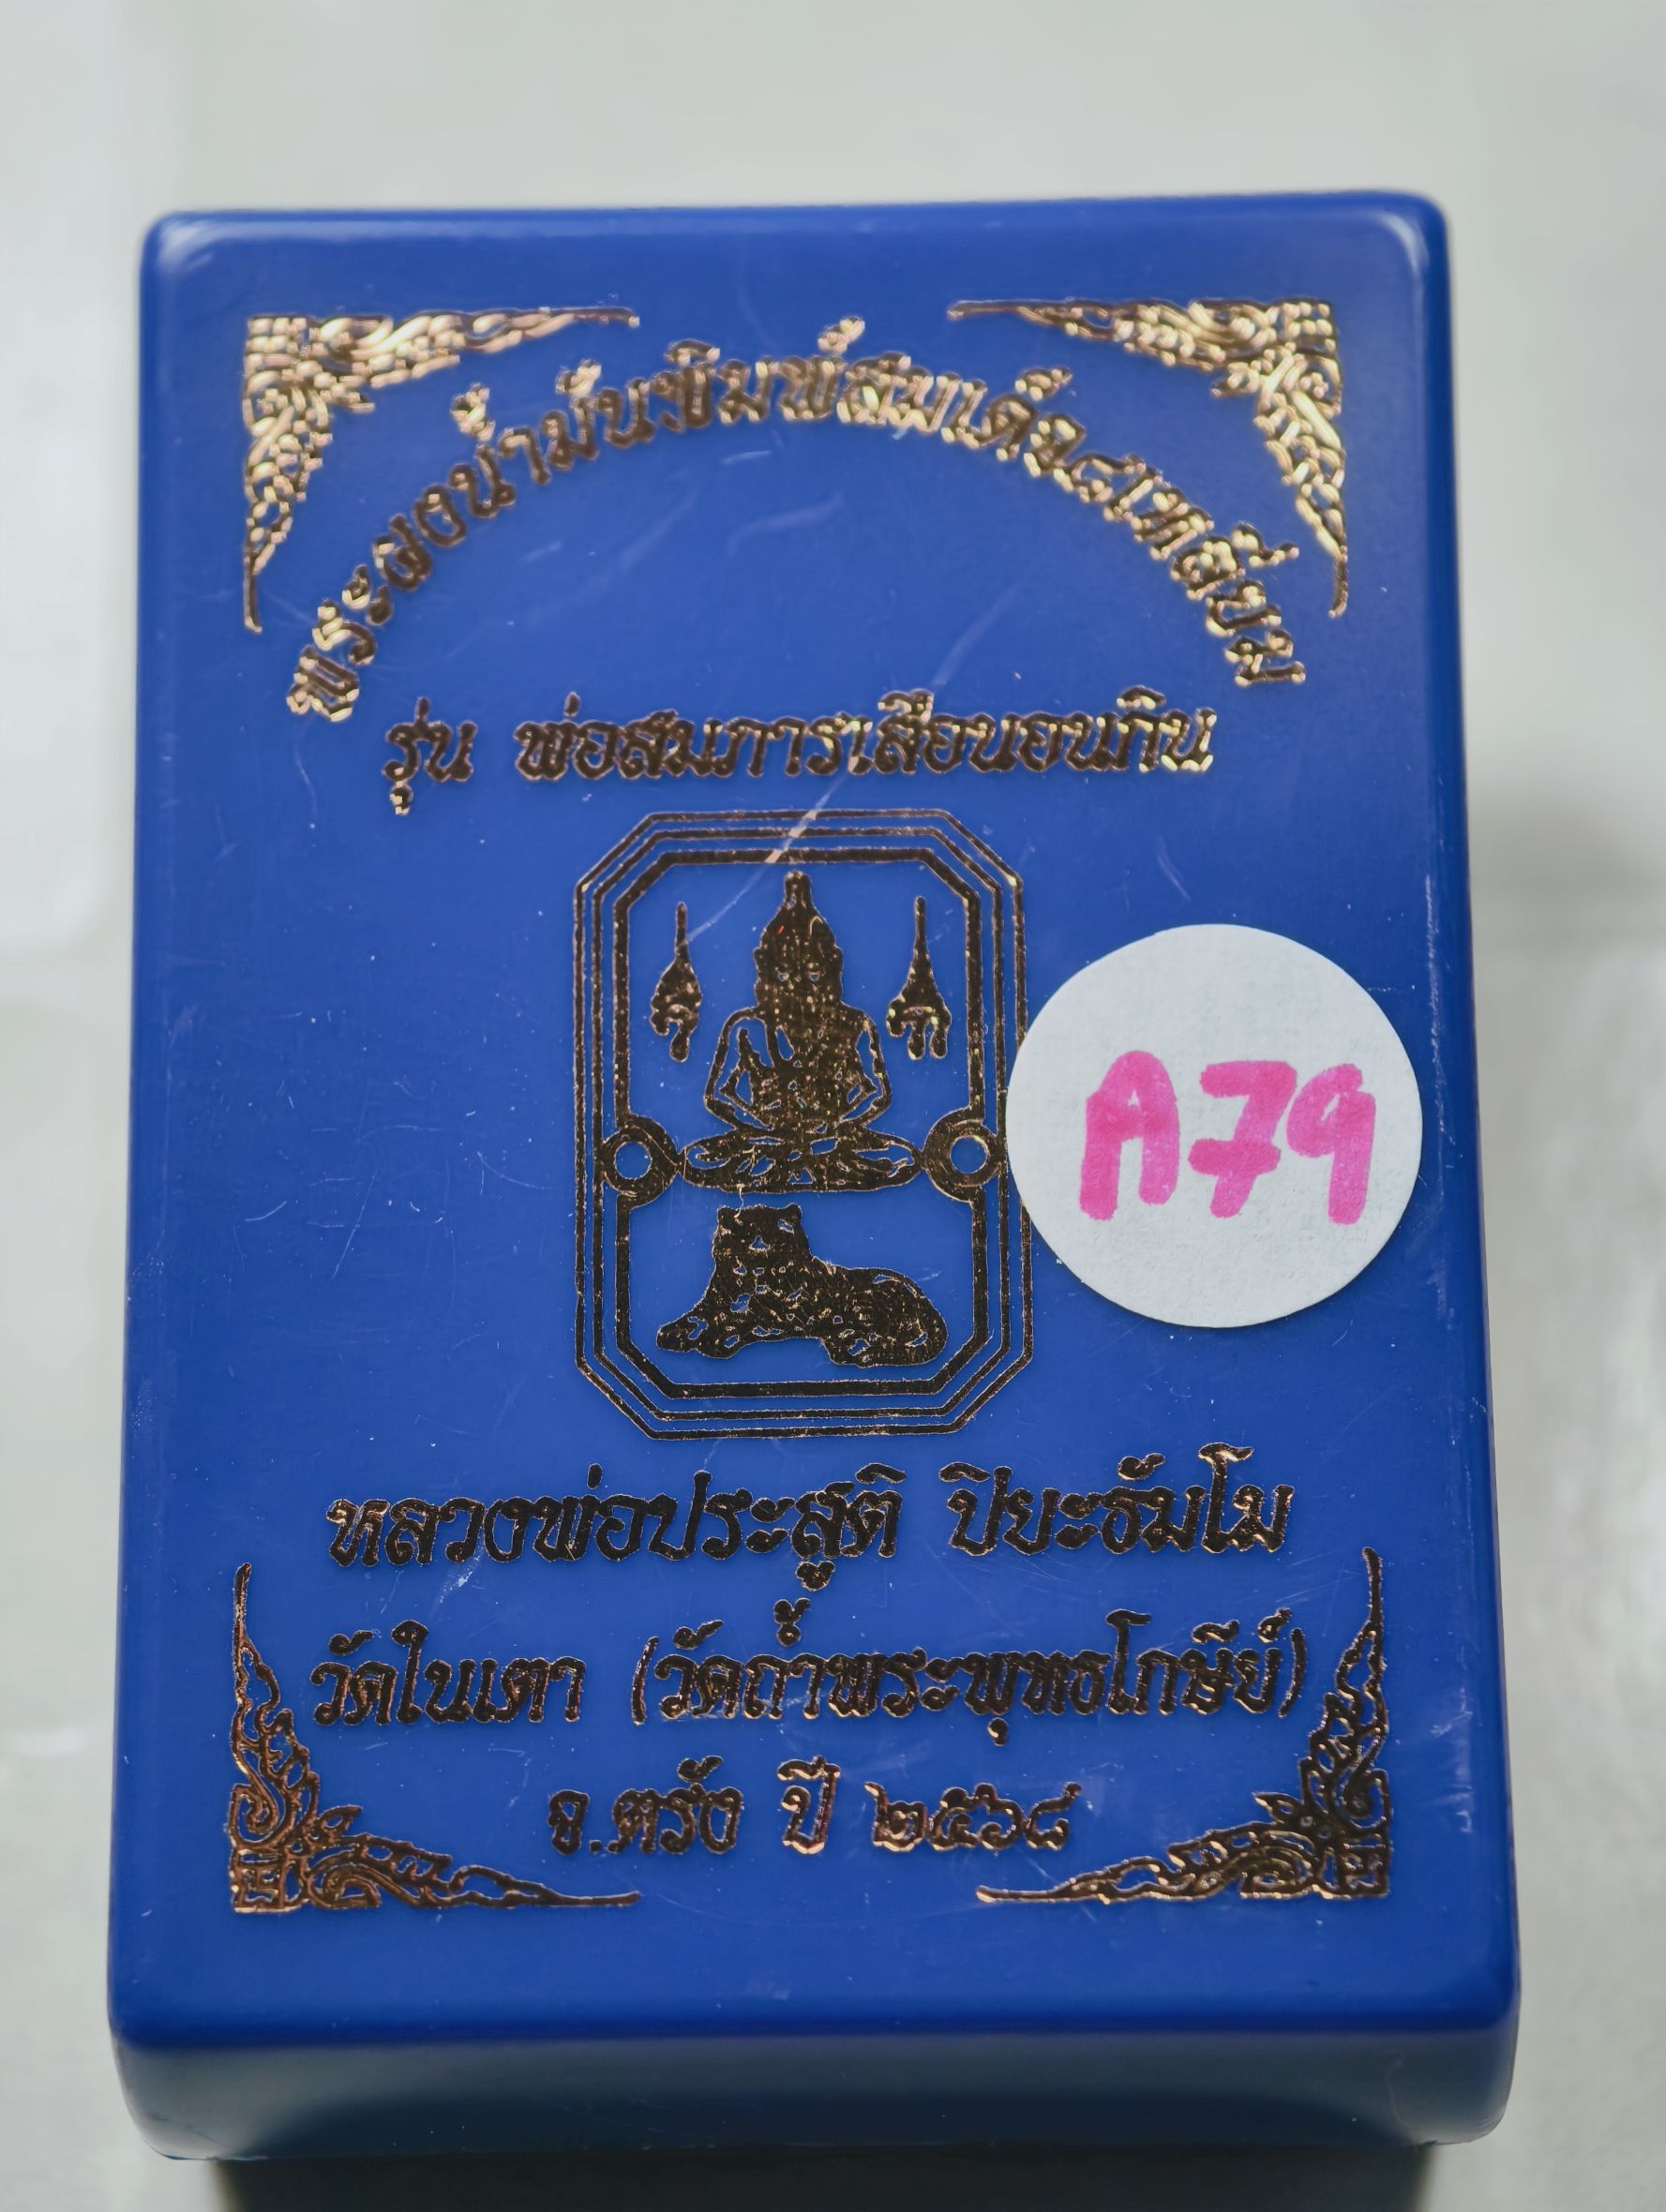 พระผงน้ำมันพิมพ์สมเด็จ๘เหลี่ยม
รุ่น พ่อสมภารเสือนอนกิน
A79
หลวงพ่อประสูติ ปิยะธัมโม
วัดในเตา (วัดถ้ำพระพุทธโกษีย์)
จ.ตรัง ปี ๒๕๖๘